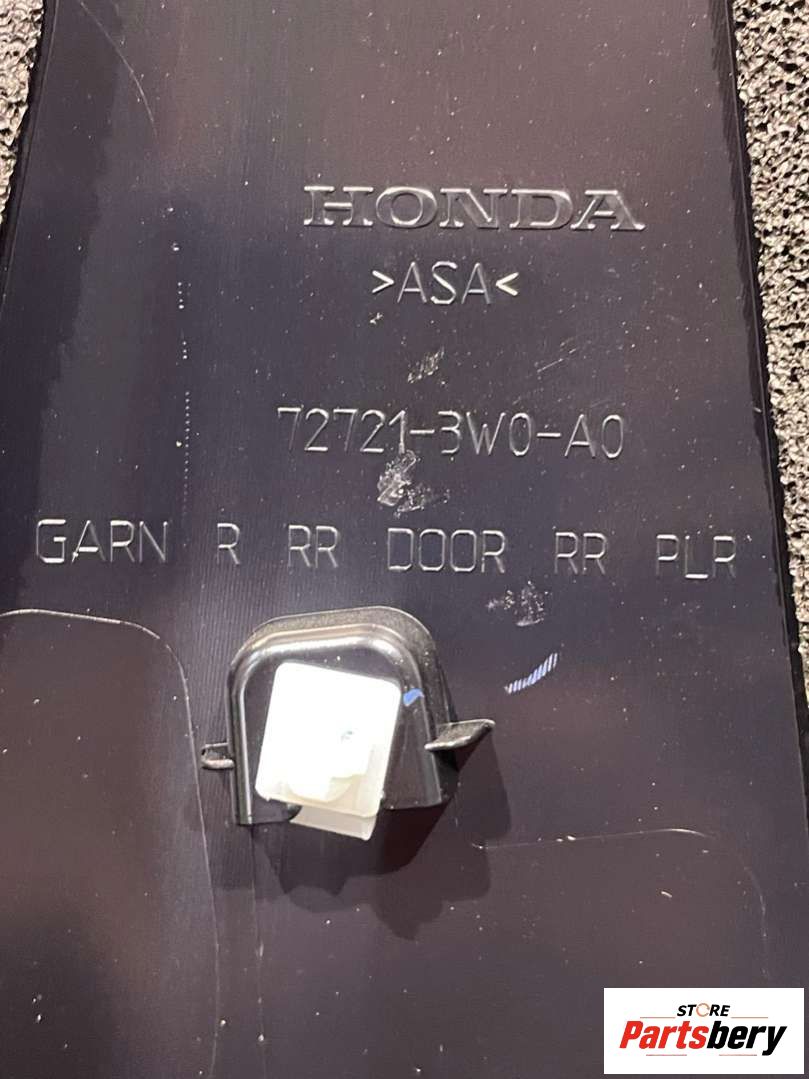 HONDA
>ASA<
72721-3W0-A0
GARN R RR DOOR RR PLR
STORE
Partsbery